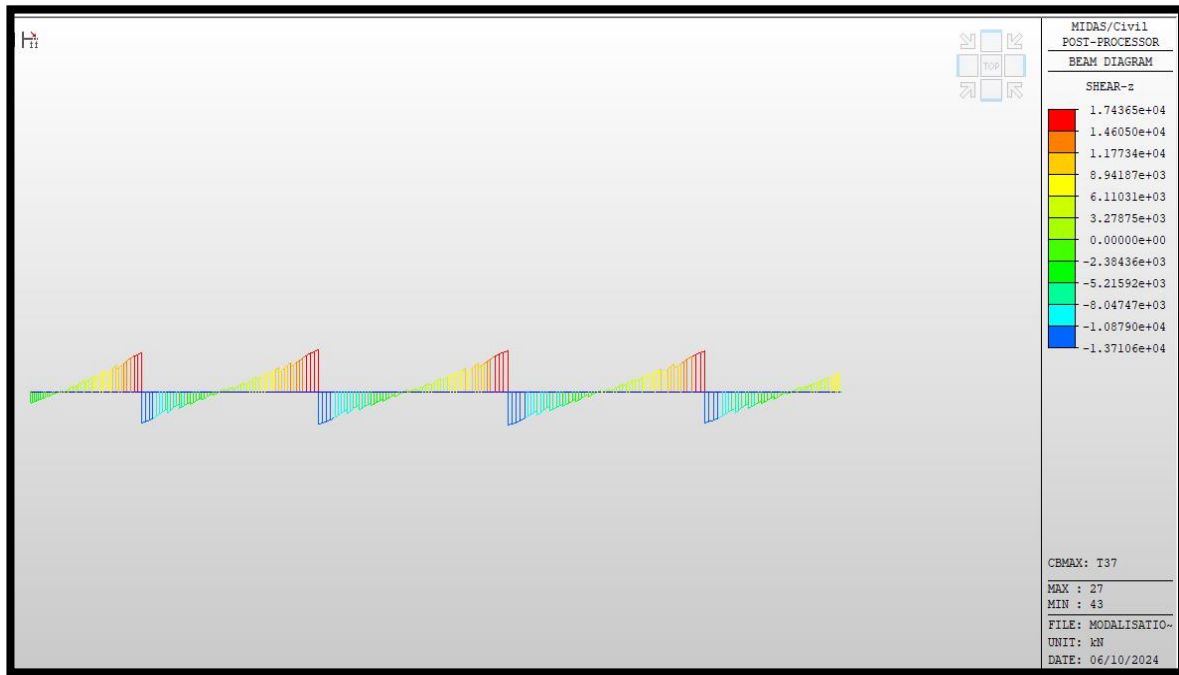 TOP
MIDAS/Civil
POST-PROCESSOR
BEAM DIAGRAM
SHEAR-z
1.74365e+04
1.46050e+04
1.17734e+04
8.94187e+03
6.11031e+03
3.27875e+03
0.00000e+00
-2.38436e+03
-5.21592e+03
-8.04747e+03
-1.08790e+04
-1.37106e+04
CBMAX: T37
MAX : 27
MIN : 43
FILE: MODALISATIO~
UNIT: kN
DATE: 06/10/2024